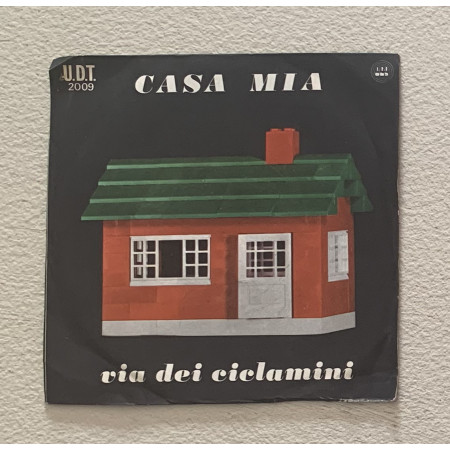 U.D.T.
2009
CASA MIA
via dei ciclamini